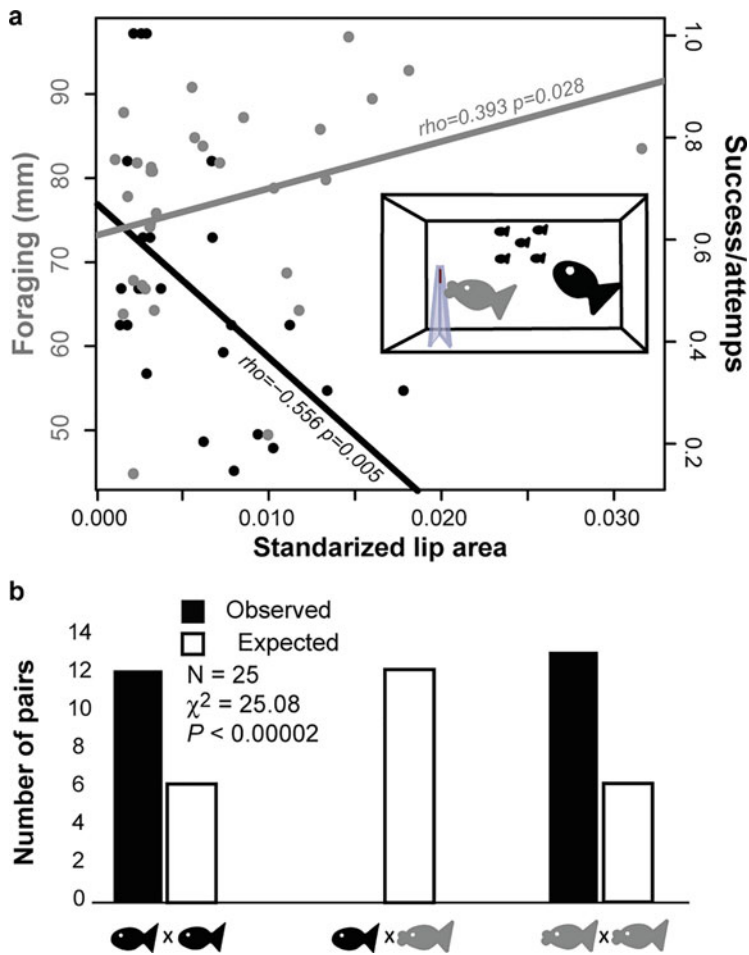 a
Foraging (mm)
90
80
70
60
50
1.0
0.8
0.6
0.4
0.2
Success/attemps
rho=0.393 p=0.028
rho=−0.556 p=0.005
0.000
0.010
0.020
0.030
Standarized lip area
b
Number of pairs
14
12
10
8
6
4
2
0
Observed
Expected
N = 25
χ² = 25.08
P < 0.00002
x
x
x